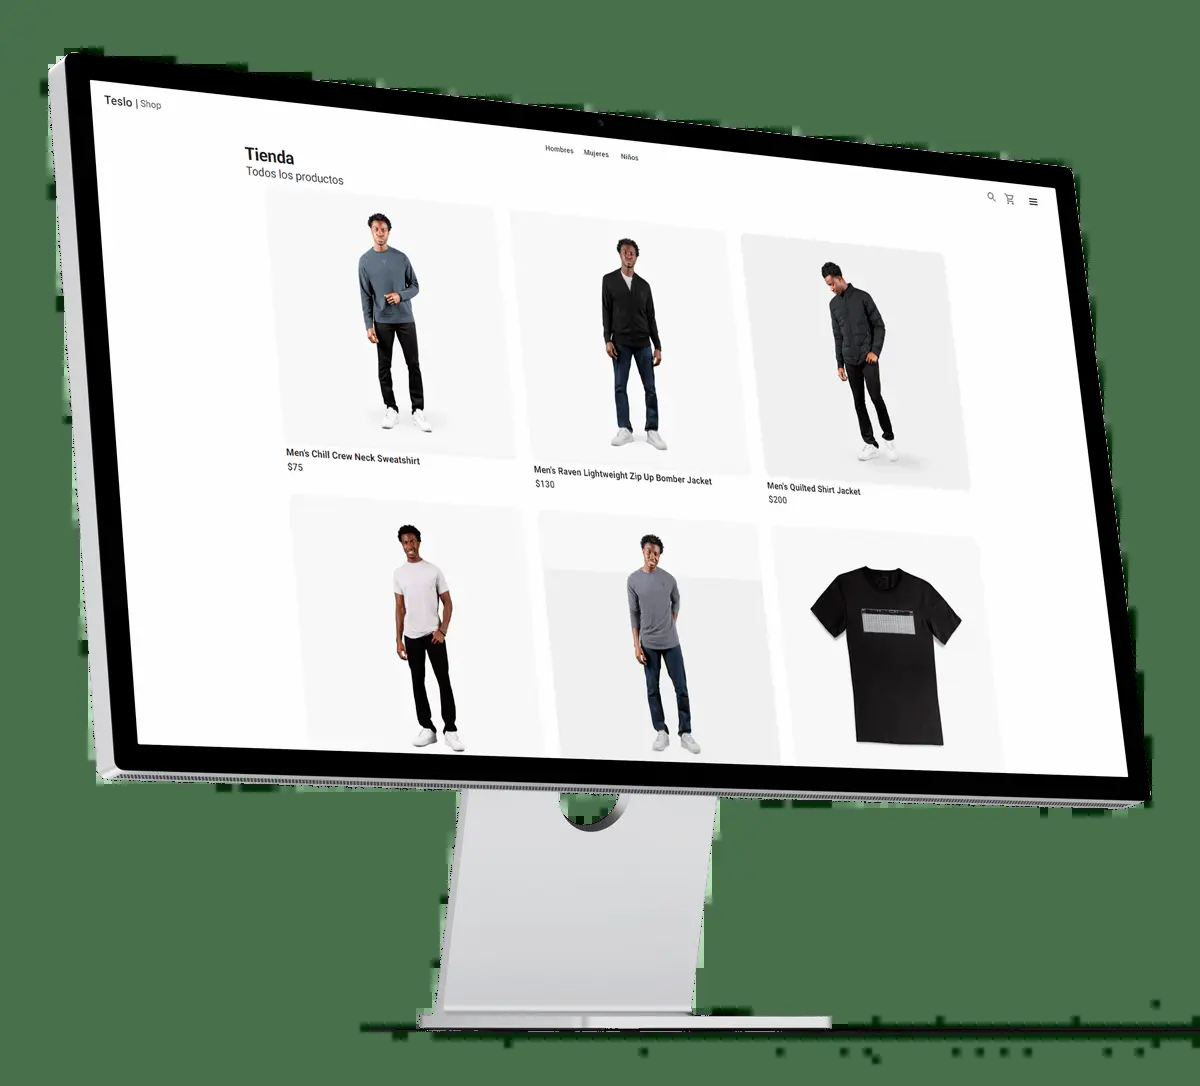 Teslo | Shop
Hombres Mujeres Niños
Tienda
Todos los productos
Men's Chill Crew Neck Sweatshirt
$75
Men's Raven Lightweight Zip Up Bomber Jacket
$130
Men's Quilted Shirt Jacket
$200